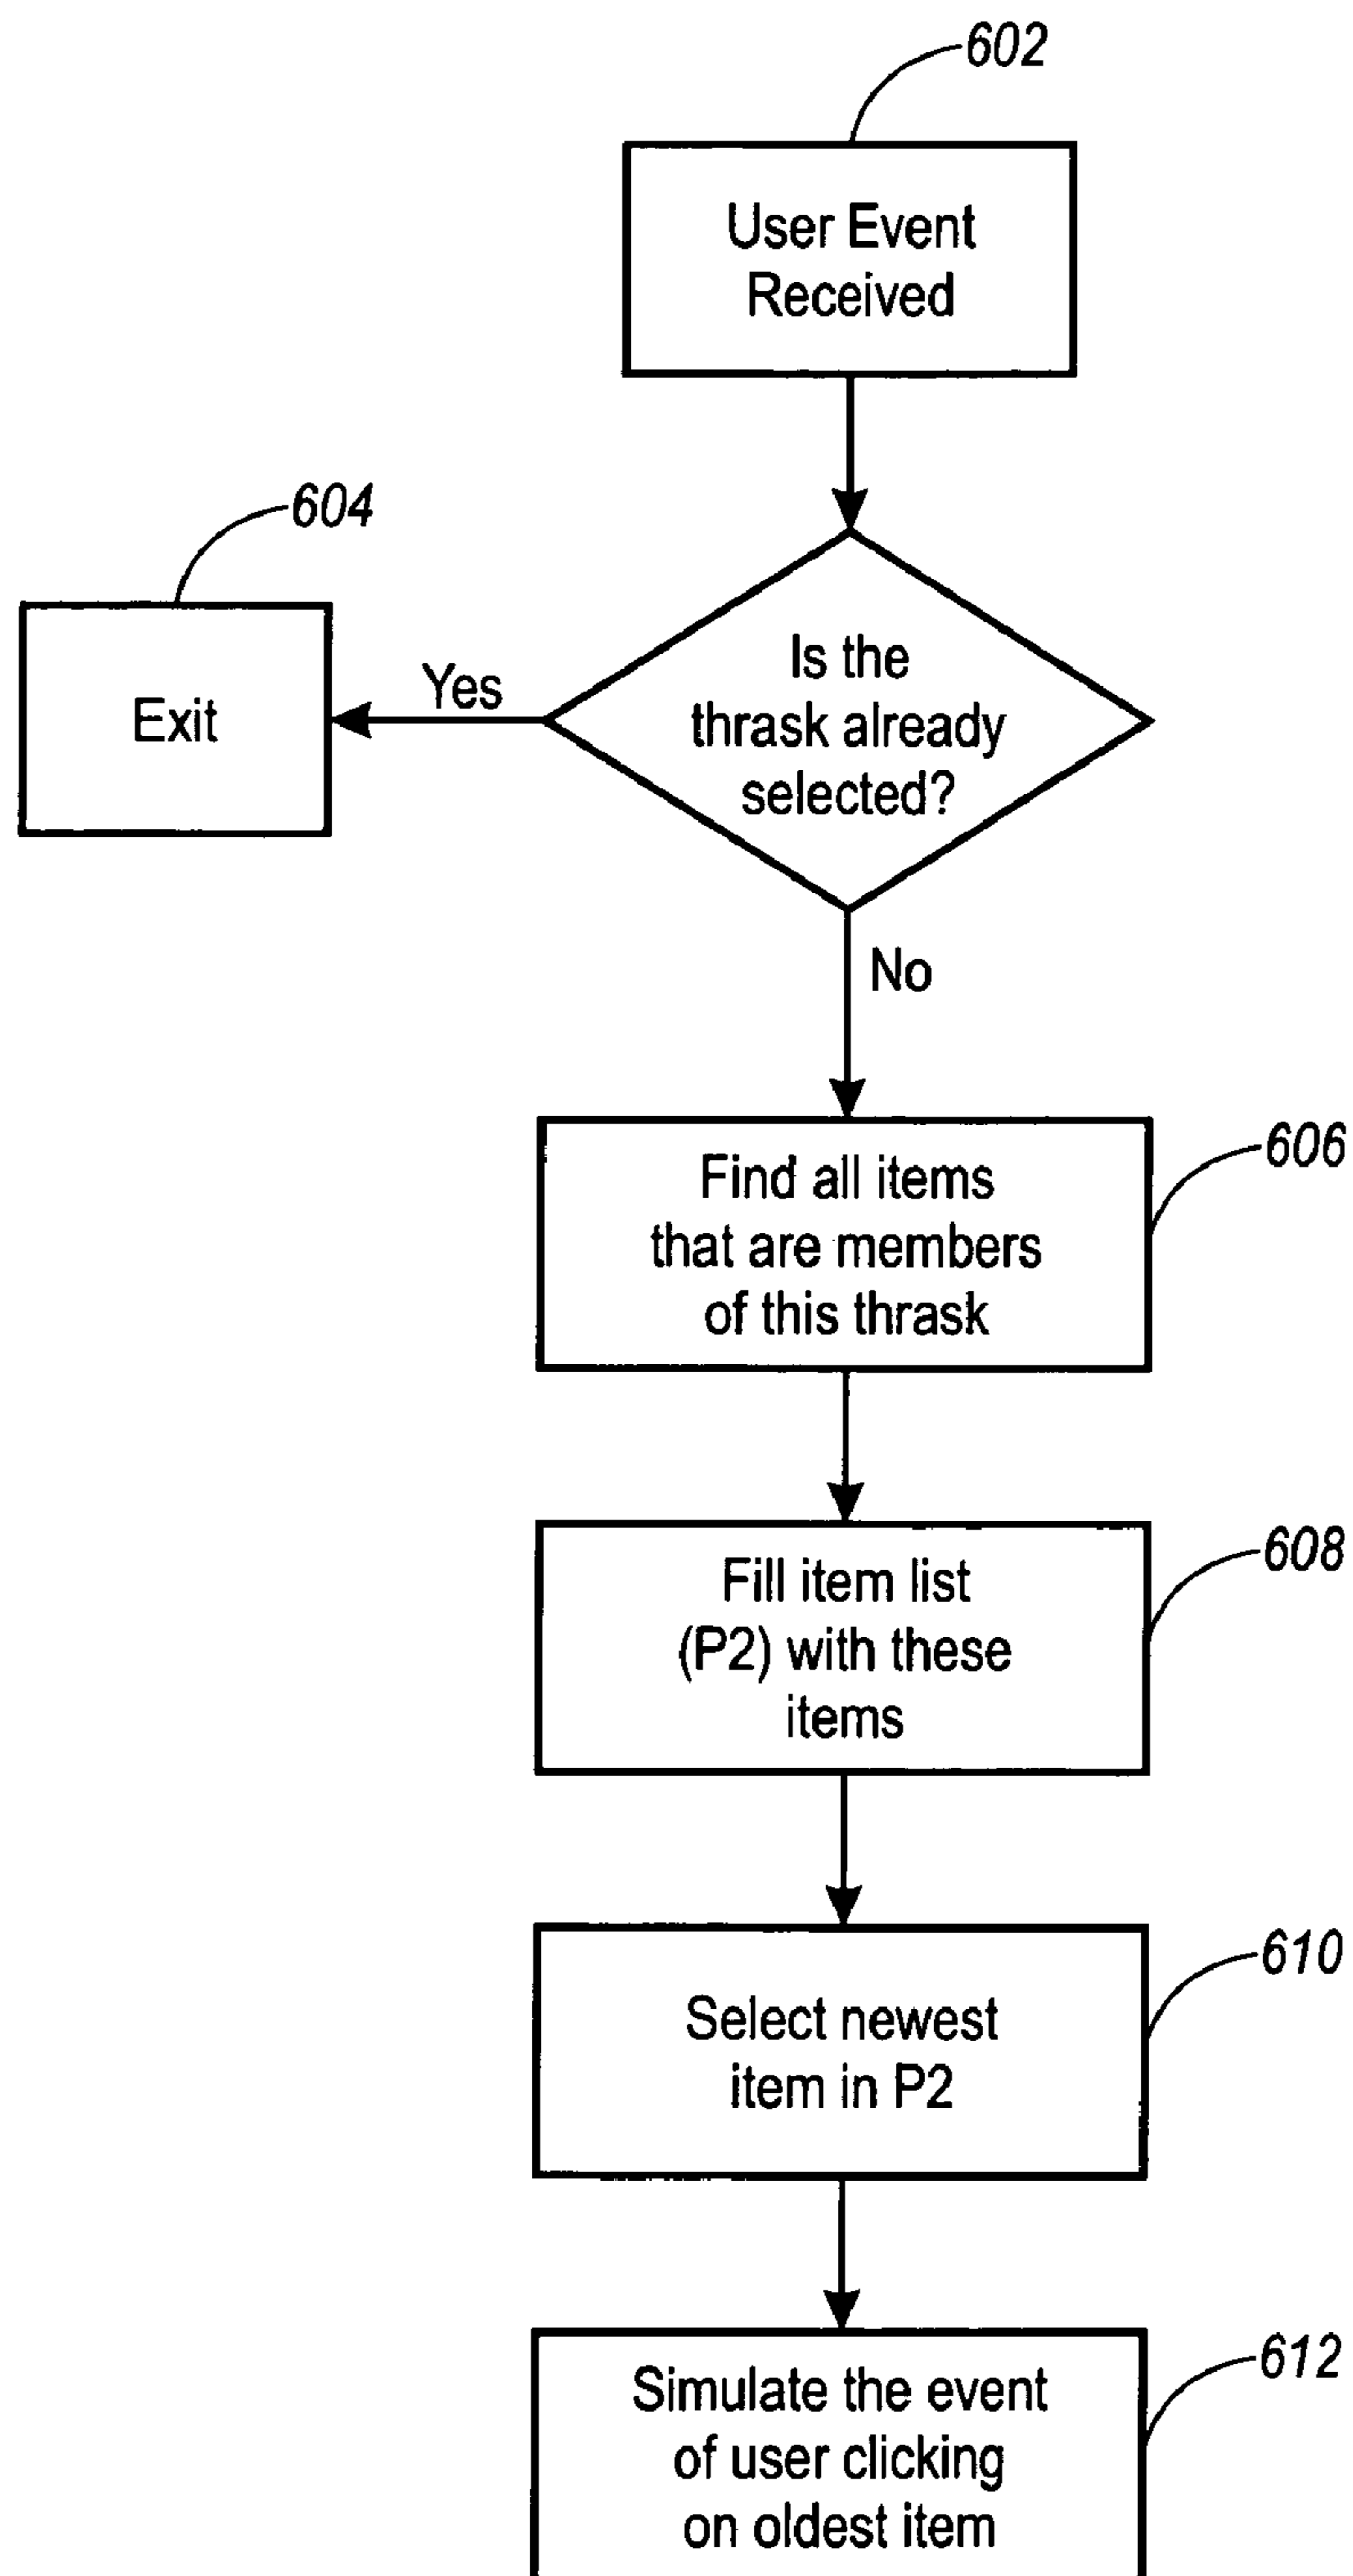 602
User Event
Received
604
Exit
Yes
Is the
thrask already
selected?
No
606
Find all items
that are members
of this thrask
608
Fill item list
(P2) with these
items
610
Select newest
item in P2
612
Simulate the event
of user clicking
on oldest item